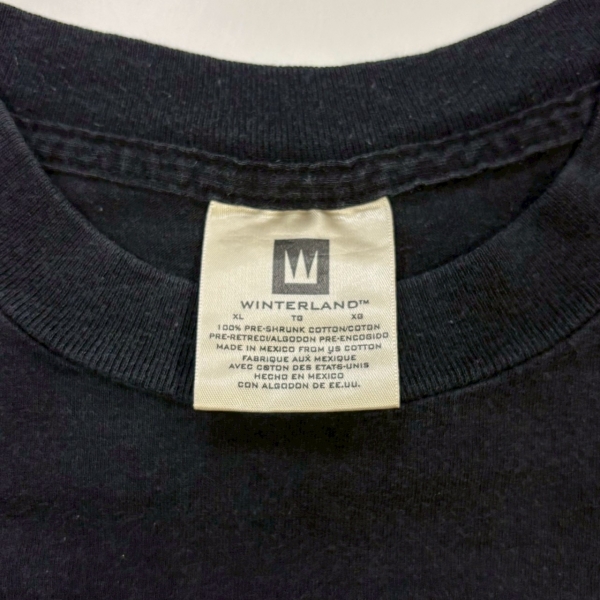 W
WINTERLAND™
XL TG XG
100% PRE-SHRUNK COTTON/COTON
PRE-RETRECI/ALGODON PRE-ENCOGIDO
MADE IN MEXICO FROM US COTTON
FABRIQUE AUX MEXIQUE
AVEC COTON DES ETATS-UNIS
HECHO EN MEXICO
CON ALGODON DE EE.UU.